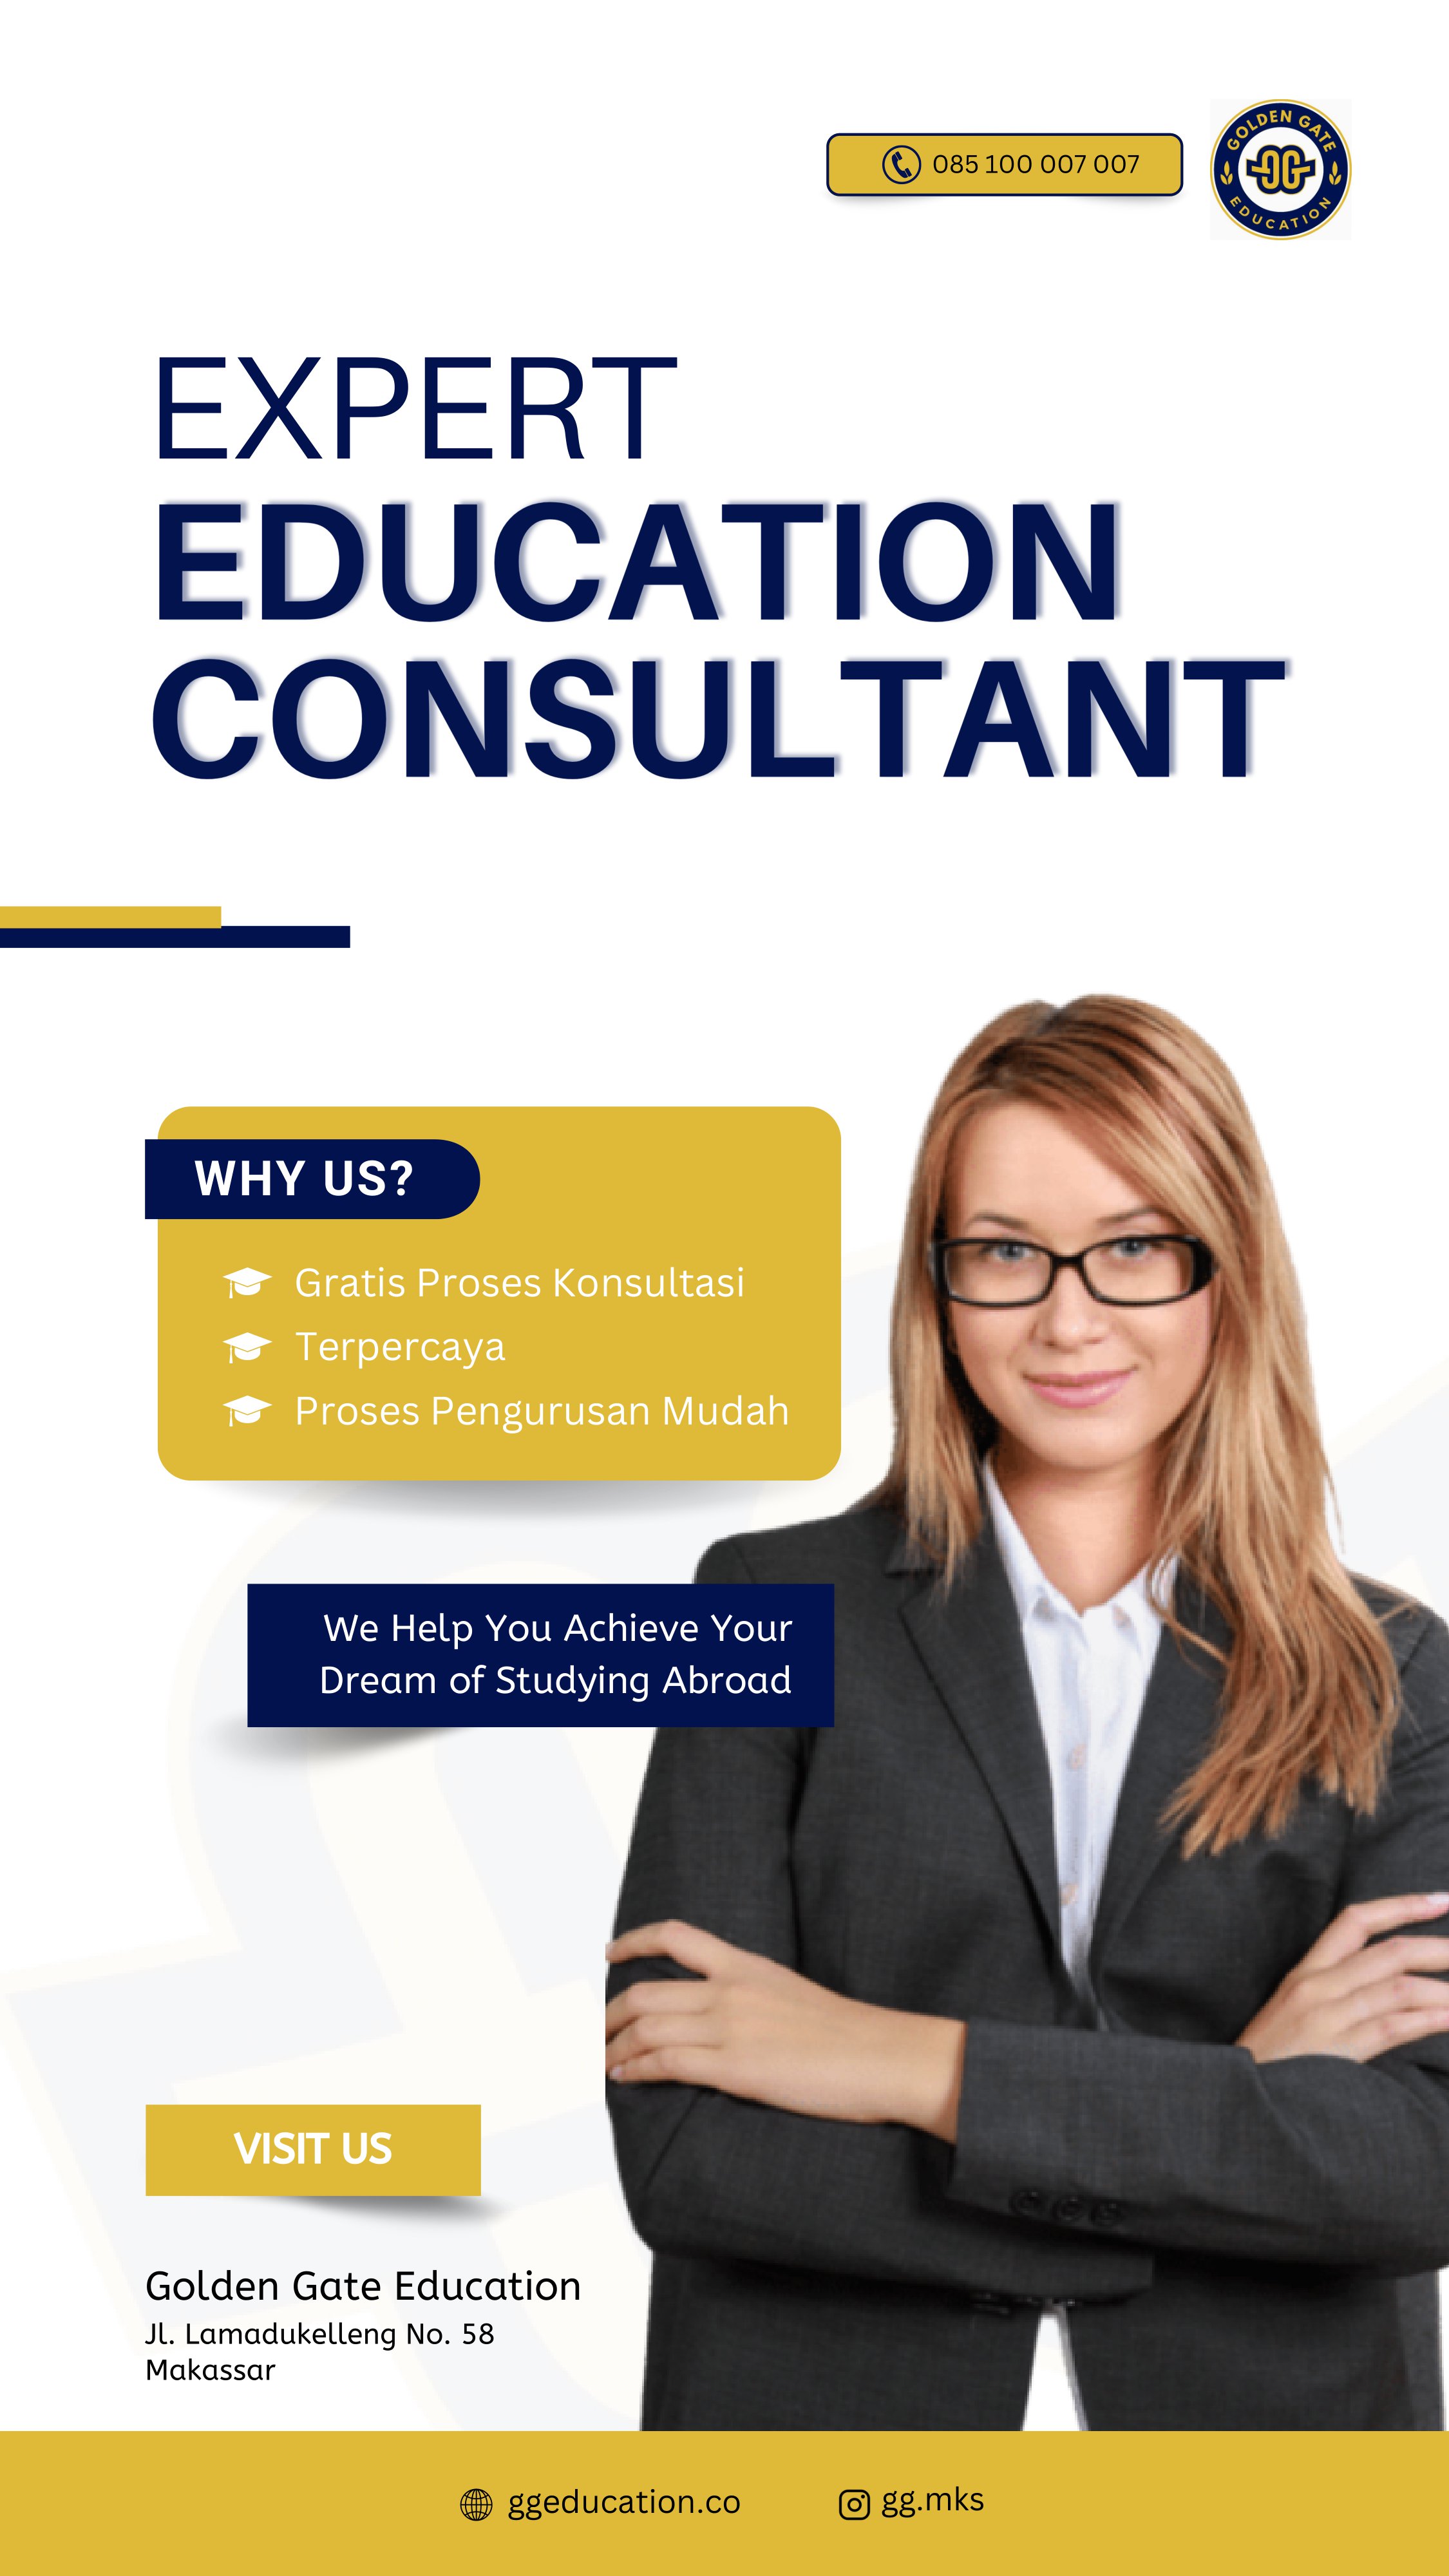 085 100 007 007
GOLDEN GATE
GG
EDUCATION
EXPERT
EDUCATION
CONSULTANT
WHY US?
Gratis Proses Konsultasi
Terpercaya
Proses Pengurusan Mudah
We Help You Achieve Your
Dream of Studying Abroad
VISIT US
Golden Gate Education
Jl. Lamadukelleng No. 58
Makassar
ggeducation.co
gg.mks